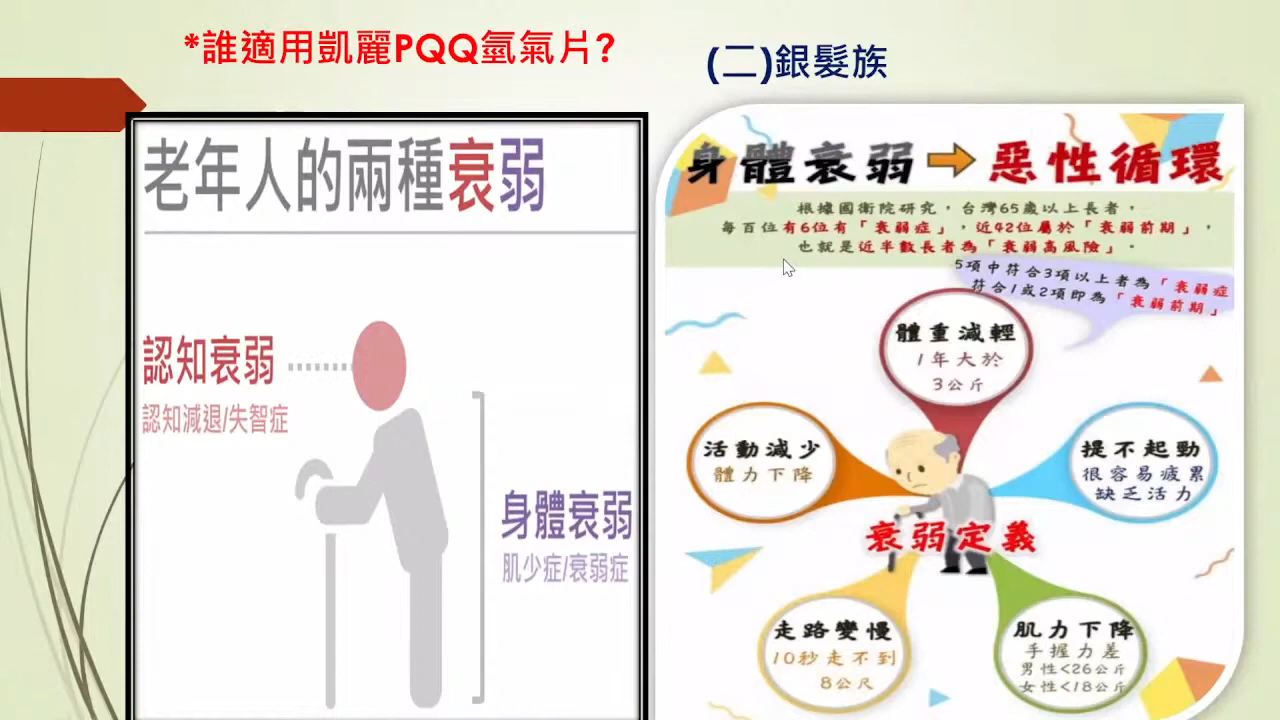 *誰適用凱麗PQQ氫氣片?
(二)銀髮族
老年人的兩種衰弱
認知衰弱
認知減退/失智症
身體衰弱
肌少症/衰弱症
身體衰弱 惡性循環
根據國衛院研究，台灣65歲以上長者，
每百位有6位有「衰弱症」，近42位屬於「衰弱前期」，
也就是近半數長者為「衰弱高風險」。
5項中符合3項以上者為「衰弱症
符合1或2項即為「衰弱前期」
體重減輕
1年大於
3公斤
活動減少
體力下降
提不起勁
很容易疲累
缺乏活力
衰弱定義
走路變慢
10秒走不到
8公尺
肌力下降
手握力差
男性<26公斤
女性<18公斤